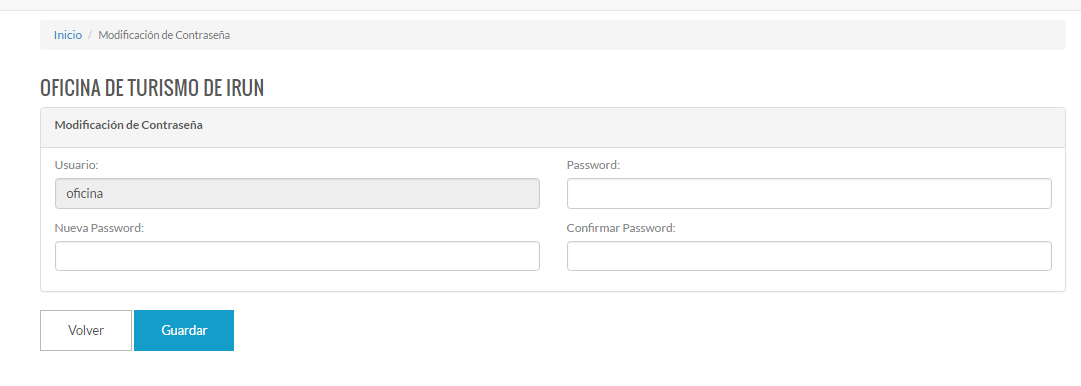 Inicio / Modificación de Contraseña
OFICINA DE TURISMO DE IRUN
Modificación de Contraseña
Usuario: Password:
oficina
Nueva Password: Confirmar Password:
Volver Guardar